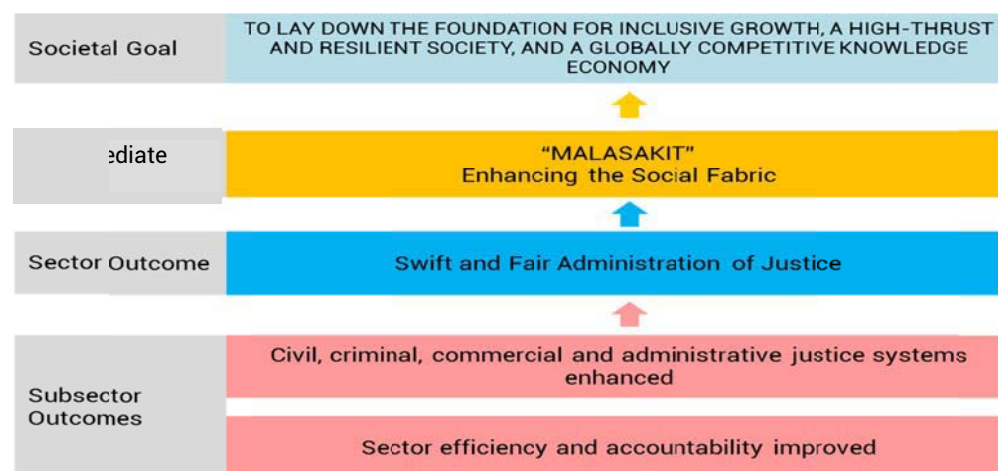 Societal Goal
TO LAY DOWN THE FOUNDATION FOR INCLUSIVE GROWTH, A HIGH-THRUST
AND RESILIENT SOCIETY, AND A GLOBALLY COMPETITIVE KNOWLEDGE
ECONOMY
ediate
“MALASAKIT”
Enhancing the Social Fabric
Sector Outcome
Swift and Fair Administration of Justice
Subsector
Outcomes
Civil, criminal, commercial and administrative justice systems
enhanced
Sector efficiency and accountability improved